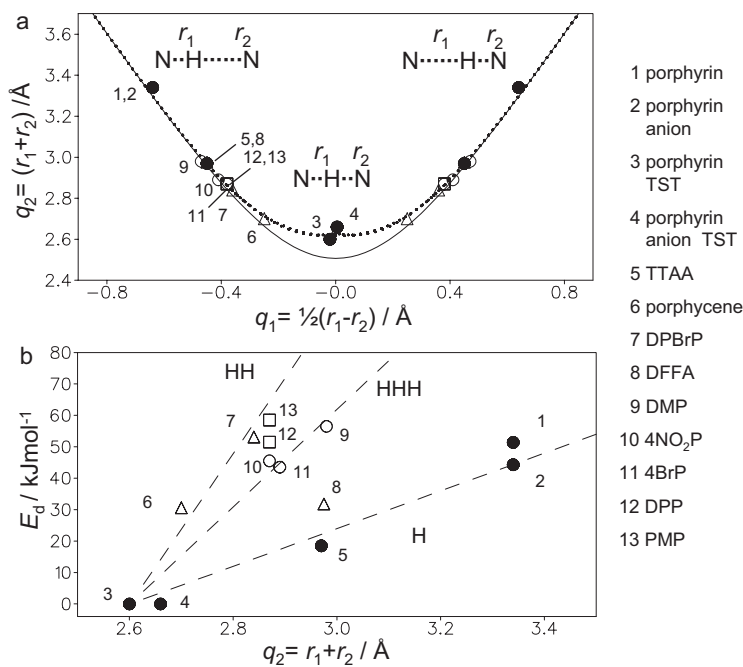 a
q₂= (r₁+r₂) /Å
3.6
3.2
3.0
2.8
2.6
2.4
r₁ r₂
N–H N
r₁ r₂
N H–N
r₁ r₂
N–H–N
1,2
5,8
9
12,13
10
11
7
6
3
4
−0.8 −0.4 −0.0 0.4 0.8
q₁= ½(r₁-r₂) / Å
b
E_d / kJmol⁻¹
80
70
60
50
40
30
20
10
0
HH
HHH
H
7
13
12
9
1
10
11
2
6
8
5
3
4
2.6 2.8 3.0 3.4
q₂= r₁+r₂ / Å
1 porphyrin
2 porphyrin
anion
3 porphyrin
TST
4 porphyrin
anion TST
5 TTAA
6 porphycene
7 DPBrP
8 DFFA
9 DMP
10 4NO₂P
11 4BrP
12 DPP
13 PMP